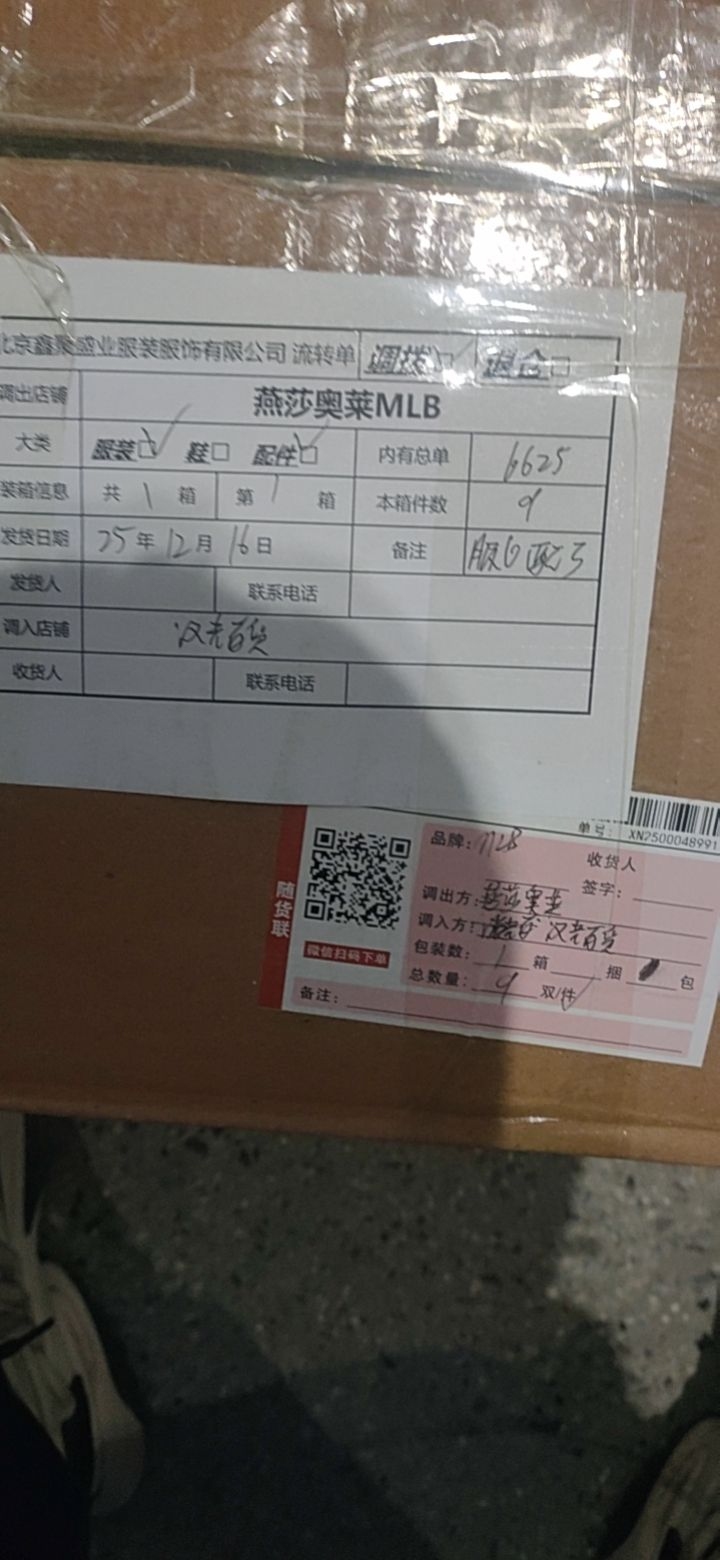 北京鑫聚盛业服装服饰有限公司 流转单 调拨☑ 退仓□
调出店铺 燕莎奥莱MLB
大类 服装☑ 鞋□ 配件☑ 内有总单 6625
装箱信息 共 1 箱 第 1 箱 本箱件数 9
发货日期 25年12月16日 备注 服6配3
发货人 联系电话
调入店铺 汉光百货
收货人 联系电话
单号: XN2500048991
随货联
微信扫码下单
品牌: MLB
收货人
签字:
调出方: 燕莎奥莱
调入方: 汉光百货
包装数: 1 箱 捆 包
总数量: 9 双/件
备注: